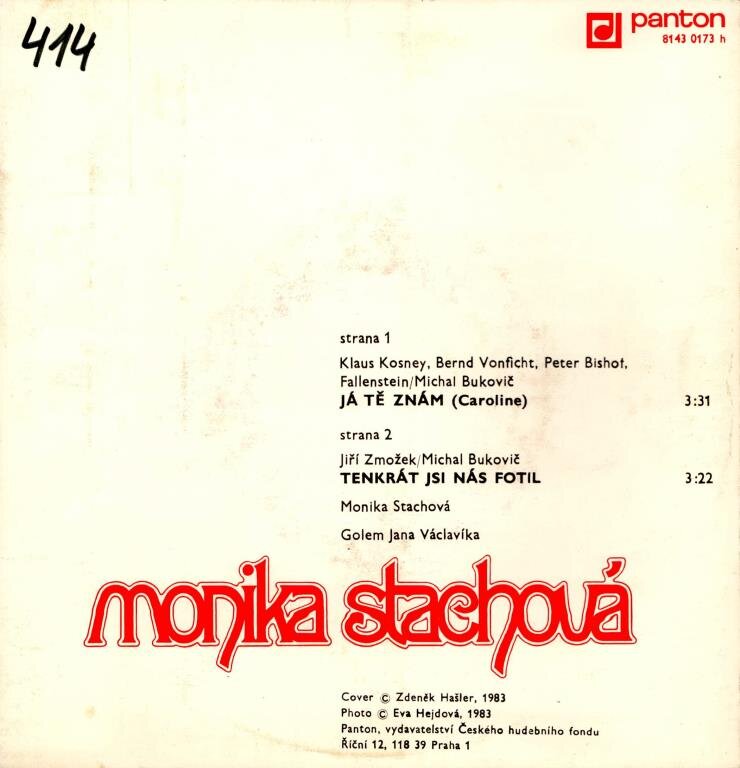 414
panton
8143 0173 h
strana 1
Klaus Kosney, Bernd Vonficht, Peter Bishof,
Fallenstein/Michal Bukovič
JÁ TĚ ZNÁM (Caroline) 3:31
strana 2
Jiří Zmožek/Michal Bukovič
TENKRÁT JSI NÁS FOTIL 3:22
Monika Stachová
Golem Jana Václavíka
monika stachová
Cover © Zdeněk Hašler, 1983
Photo © Eva Hejdová, 1983
Panton, vydavatelství Českého hudebního fondu
Říční 12, 118 39 Praha 1